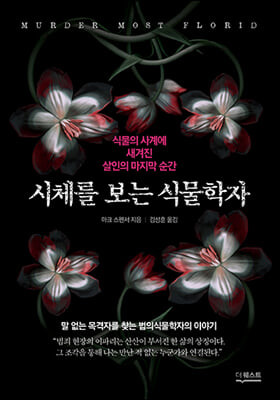 MURDER MOST FLORID
식물의 사계에
새겨진
살인의 마지막 순간
시체를 보는 식물학자
마크 스펜서 지음 | 김성훈 옮김
말 없는 목격자를 찾는 법의식물학자의 이야기
“범죄 현장의 이파리는 산산이 부서진 한 삶의 상징이다.
그 조각을 통해 나는 만난 적 없는 누군가와 연결된다.”
더퀘스트